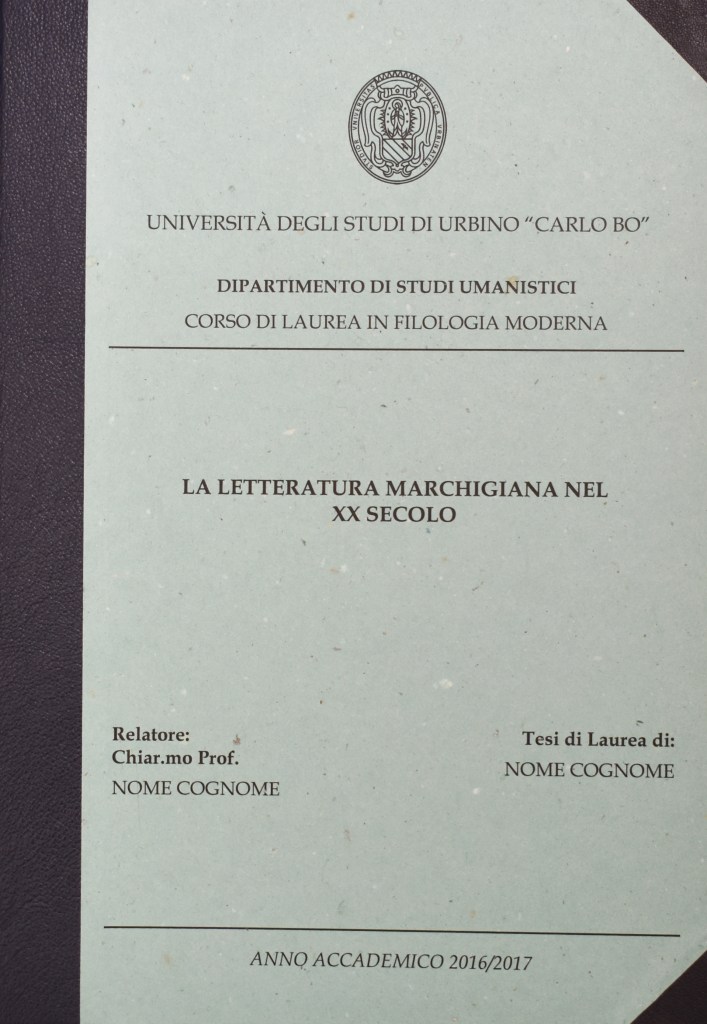 UNIVERSITÀ DEGLI STUDI DI URBINO “CARLO BO”
DIPARTIMENTO DI STUDI UMANISTICI
CORSO DI LAUREA IN FILOLOGIA MODERNA
LA LETTERATURA MARCHIGIANA NEL
XX SECOLO
Relatore:
Chiar.mo Prof.
NOME COGNOME
Tesi di Laurea di:
NOME COGNOME
ANNO ACCADEMICO 2016/2017